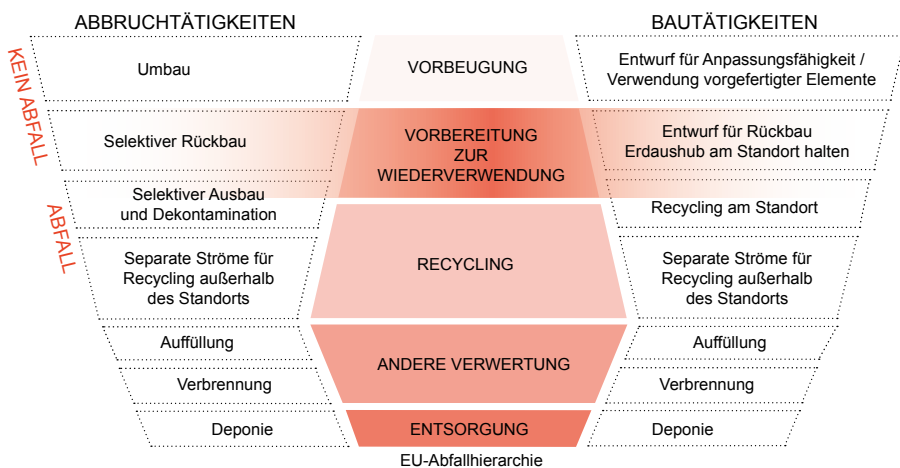 ABBRUCHTÄTIGKEITEN
BAUTÄTIGKEITEN
KEIN ABFALL
ABFALL
Umbau
VORBEUGUNG
Entwurf für Anpassungsfähigkeit /
Verwendung vorgefertigter Elemente
Selektiver Rückbau
VORBEREITUNG
ZUR
WIEDERVERWENDUNG
Entwurf für Rückbau
Erdaushub am Standort halten
Selektiver Ausbau
und Dekontamination
Recycling am Standort
Separate Ströme für
Recycling außerhalb
des Standorts
RECYCLING
Separate Ströme für
Recycling außerhalb
des Standorts
Auffüllung
ANDERE VERWERTUNG
Auffüllung
Verbrennung
Verbrennung
Deponie
ENTSORGUNG
Deponie
EU-Abfallhierarchie